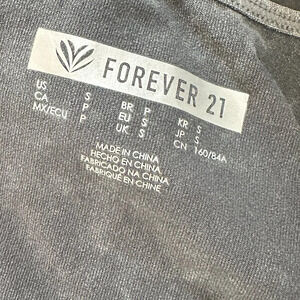 FOREVER 21
US S BR P KR S
CA P EU S JP S
MX/ECU P UK S CN 160/84A
MADE IN CHINA
HECHO EN CHINA
FABRICADO NA CHINA
FABRIQUÉ EN CHINE